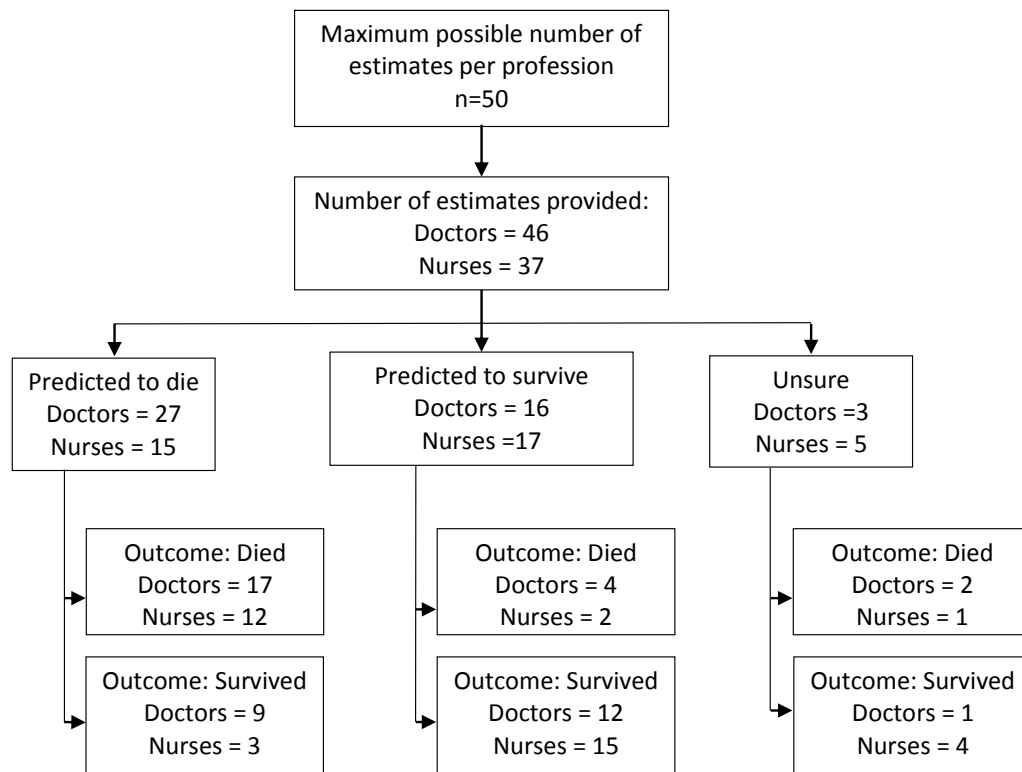 Maximum possible number of
estimates per profession
n=50
Number of estimates provided:
Doctors = 46
Nurses = 37
Predicted to die
Doctors = 27
Nurses = 15
Predicted to survive
Doctors = 16
Nurses =17
Unsure
Doctors =3
Nurses = 5
Outcome: Died
Doctors = 17
Nurses = 12
Outcome: Died
Doctors = 4
Nurses = 2
Outcome: Died
Doctors = 2
Nurses = 1
Outcome: Survived
Doctors = 9
Nurses = 3
Outcome: Survived
Doctors = 12
Nurses = 15
Outcome: Survived
Doctors = 1
Nurses = 4